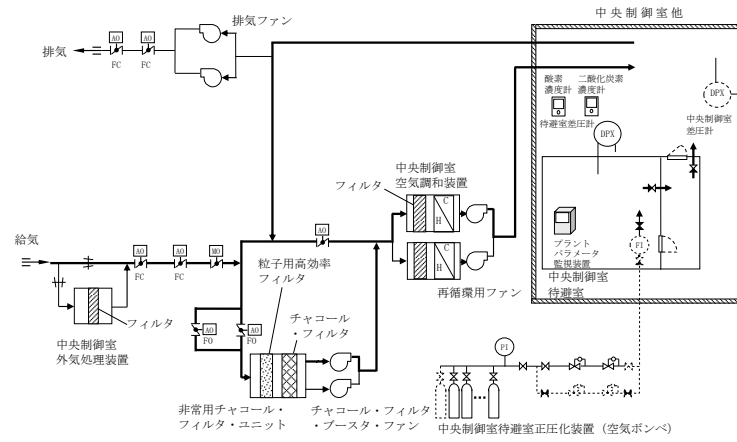 中央制御室他
排気ファン
排気
AO
AO
FC
FC
酸素
濃度計
二酸化炭素
濃度計
待避室差圧計
DPX
DPX
中央制御室
差圧計
中央制御室
空気調和装置
フィルタ
C
H
C
H
再循環用ファン
AO
給気
AO
AO
MO
FC
FC
フィルタ
中央制御室
外気処理装置
粒子用高効率
フィルタ
チャコール
・フィルタ
AO
FO
AO
FO
非常用チャコール・
フィルタ・ユニット
チャコール・フィルタ
・ブースタ・ファン
プラント
パラメータ
監視装置
FI
中央制御室
待避室
PI
中央制御室待避室正圧化装置（空気ボンベ）